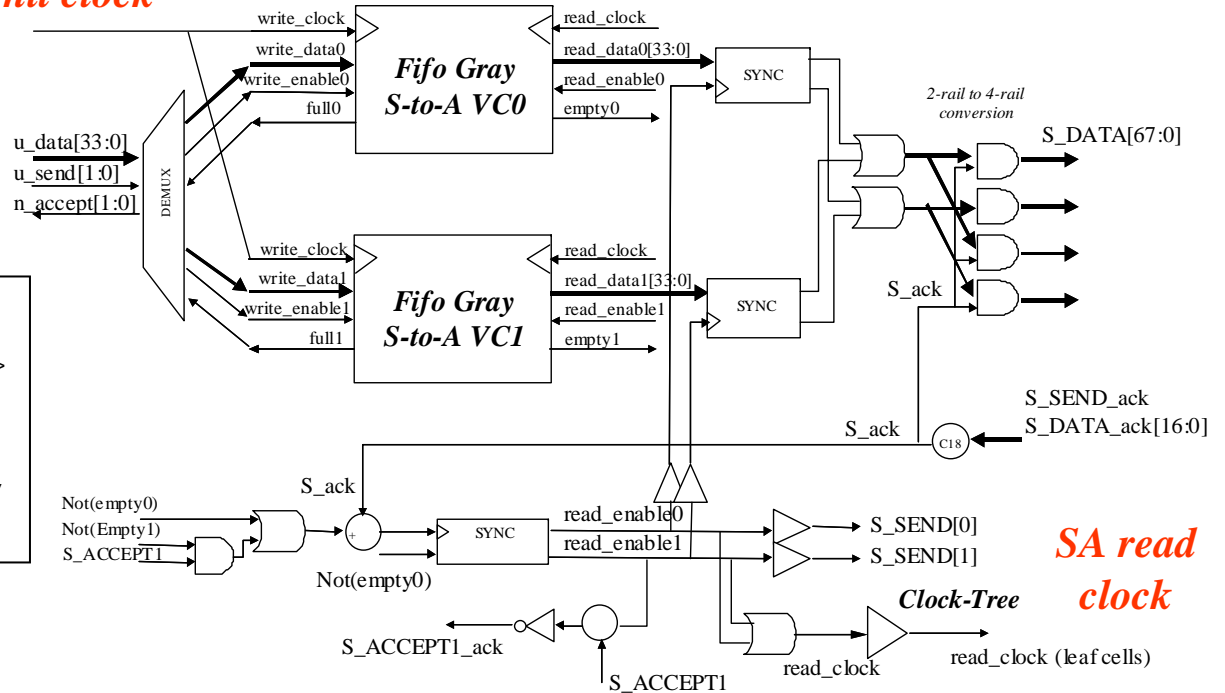 write_clock
write_data0
write_enable0
full0
Fifo Gray
S-to-A VC0
read_clock
read_data0[33:0]
read_enable0
empty0
SYNC
2-rail to 4-rail
conversion
S_DATA[67:0]
u_data[33:0]
u_send[1:0]
n_accept[1:0]
DEMUX
write_clock
write_data1
write_enable1
full1
Fifo Gray
S-to-A VC1
read_clock
read_data1[33:0]
read_enable1
empty1
SYNC
S_ack
S_SEND_ack
S_DATA_ack[16:0]
C18
S_ack
S_ack
Not(empty0)
Not(Empty1)
S_ACCEPT1
+
SYNC
Not(empty0)
read_enable0
read_enable1
S_SEND[0]
S_SEND[1]
SA read
clock
Clock-Tree
S_ACCEPT1_ack
S_ACCEPT1
read_clock
read_clock (leaf cells)